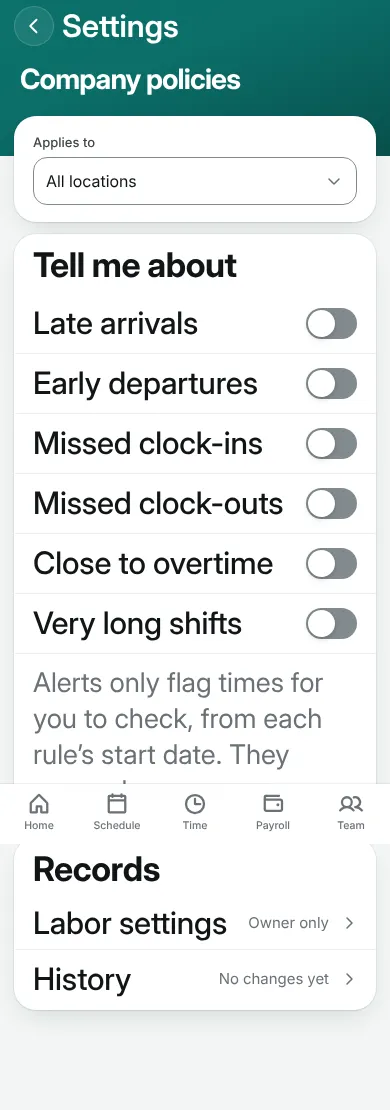 Settings
Company policies
Applies to
All locations
Tell me about
Late arrivals
Early departures
Missed clock-ins
Missed clock-outs
Close to overtime
Very long shifts
Alerts only flag times for
you to check, from each
rule’s start date. They
Home
Schedule
Time
Payroll
Team
Records
Labor settings Owner only
History No changes yet